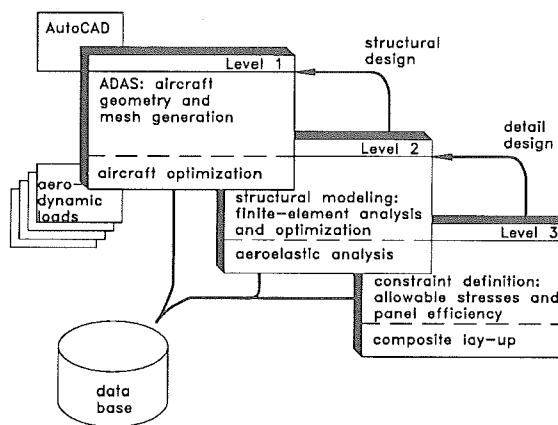 AutoCAD
structural
design
Level 1
ADAS: aircraft
geometry and
mesh generation
aircraft optimization
detail
design
Level 2
structural modeling:
finite-element analysis
and optimization
aeroelastic analysis
aero-
dynamic
loads
Level 3
constraint definition:
allowable stresses and
panel efficiency
composite lay-up
data
base